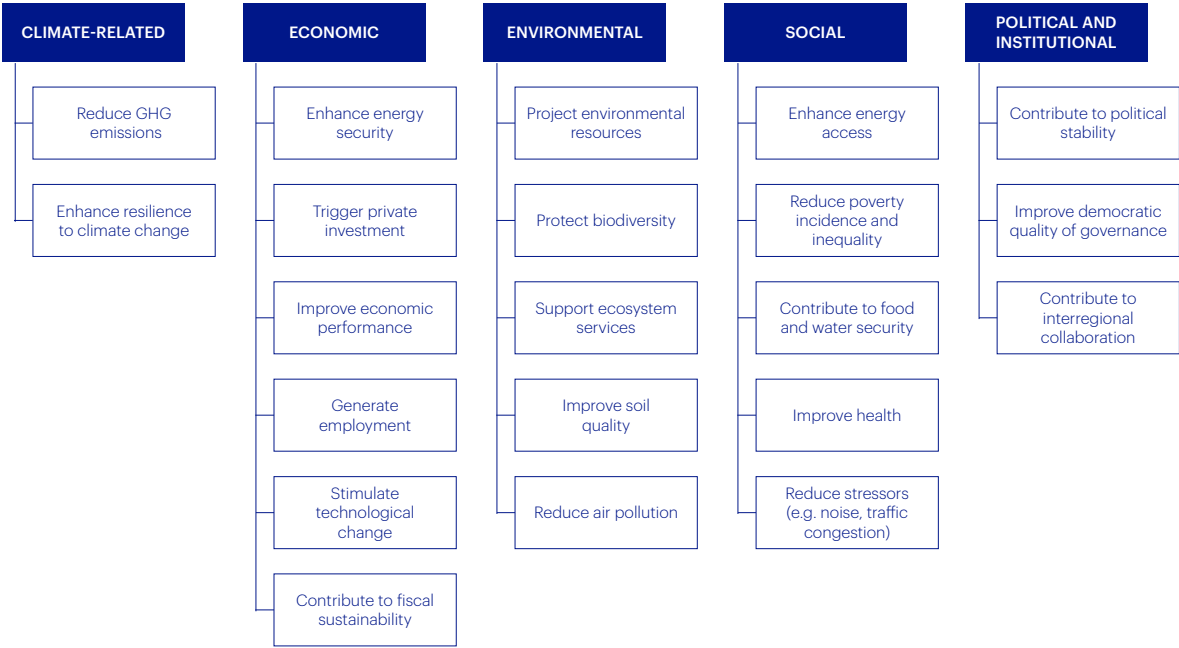 CLIMATE-RELATED
Reduce GHG
emissions
Enhance resilience
to climate change
ECONOMIC
Enhance energy
security
Trigger private
investment
Improve economic
performance
Generate
employment
Stimulate
technological
change
Contribute to fiscal
sustainability
ENVIRONMENTAL
Project environmental
resources
Protect biodiversity
Support ecosystem
services
Improve soil
quality
Reduce air pollution
SOCIAL
Enhance energy
access
Reduce poverty
incidence and
inequality
Contribute to food
and water security
Improve health
Reduce stressors
(e.g. noise, traffic
congestion)
POLITICAL AND
INSTITUTIONAL
Contribute to political
stability
Improve democratic
quality of governance
Contribute to
interregional
collaboration